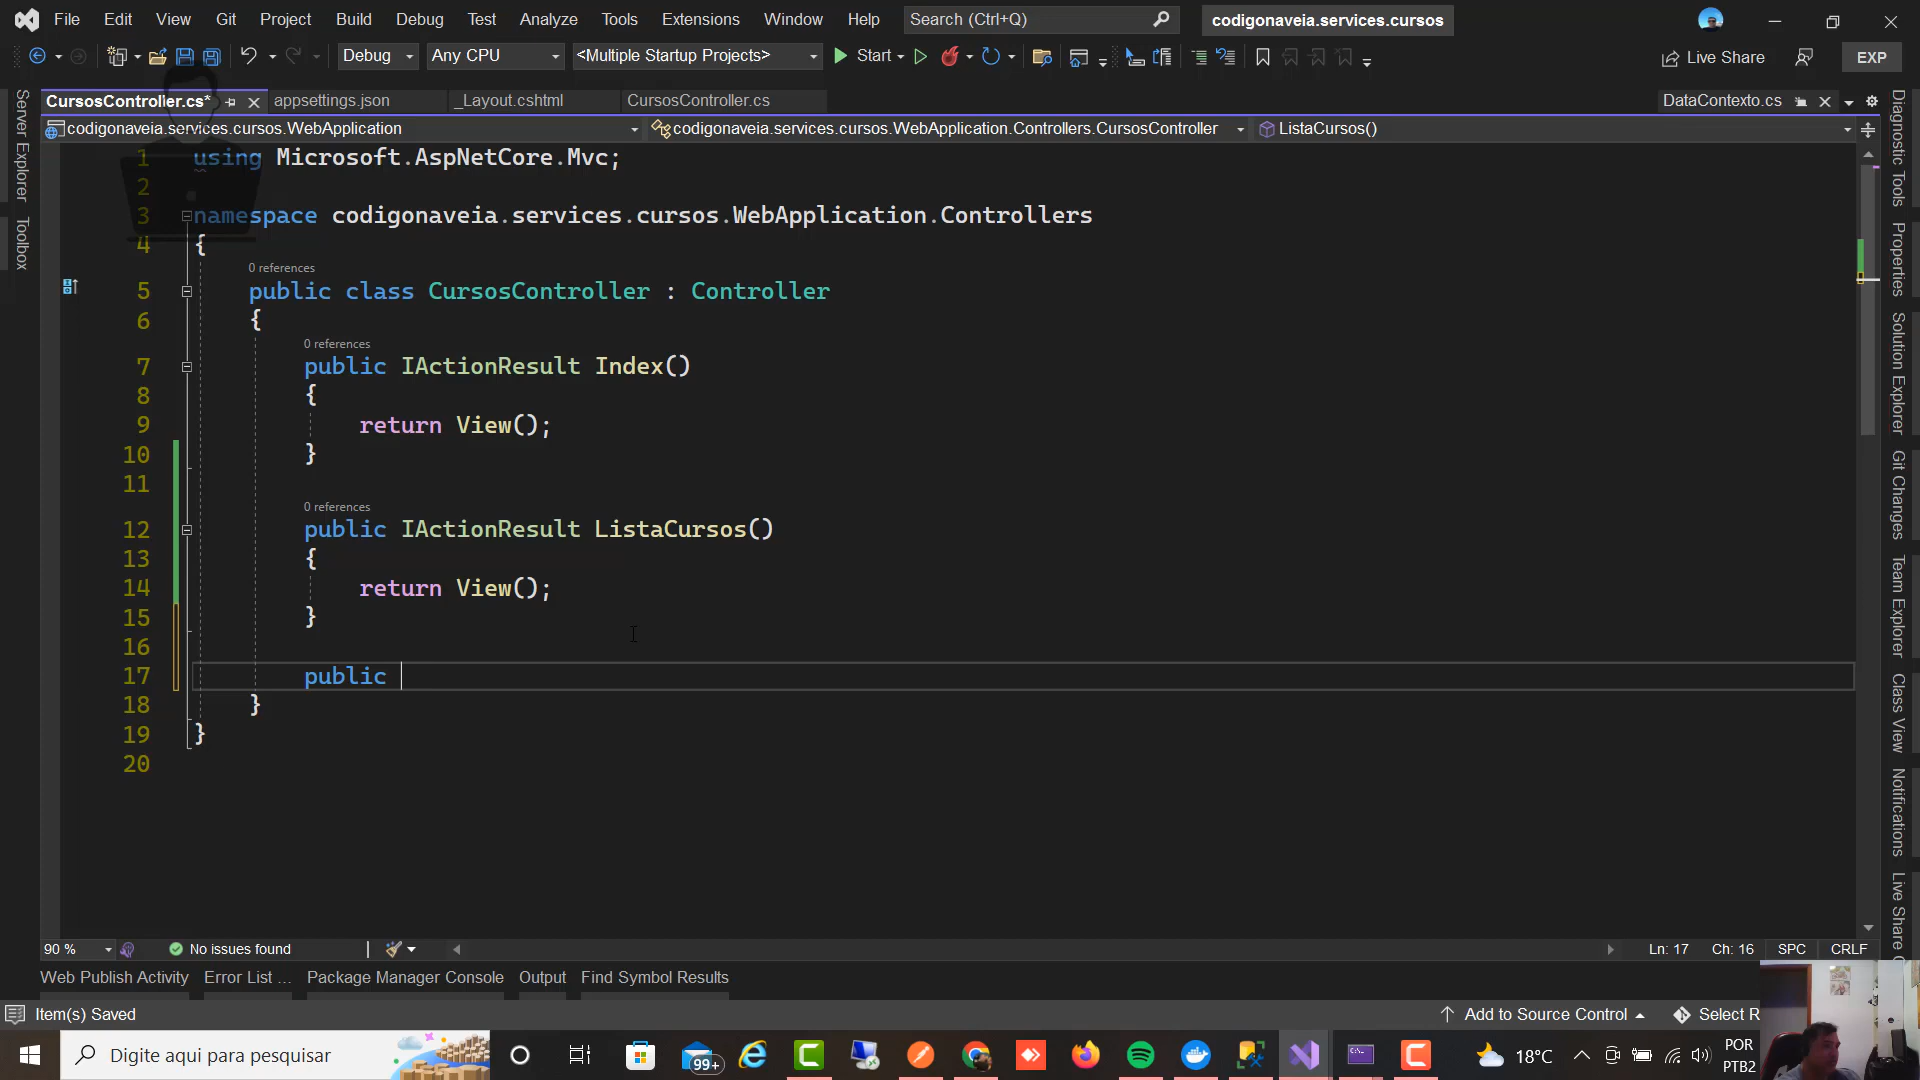 File Edit View Git Project Build Debug Test Analyze Tools Extensions Window Help Search (Ctrl+Q) codigonaveia.services.cursos
Debug Any CPU <Multiple Startup Projects> Start Live Share EXP
CursosController.cs* appsettings.json _Layout.cshtml CursosController.cs DataContexto.cs
codigonaveia.services.cursos.WebApplication codigonaveia.services.cursos.WebApplication.Controllers.CursosController ListaCursos()
1 using Microsoft.AspNetCore.Mvc;
2
3 namespace codigonaveia.services.cursos.WebApplication.Controllers
4 {
0 references
5 public class CursosController : Controller
6 {
0 references
7 public IActionResult Index()
8 {
9 return View();
10 }
11
0 references
12 public IActionResult ListaCursos()
13 {
14 return View();
15 }
16
17 public
18 }
19 }
20
Server Explorer
Toolbox
Diagnostic Tools
Properties
Solution Explorer
Git Changes
Team Explorer
Class View
Notifications
Live Share
90 % No issues found Ln: 17 Ch: 16 SPC CRLF
Web Publish Activity Error List ... Package Manager Console Output Find Symbol Results
Item(s) Saved Add to Source Control Select R
Digite aqui para pesquisar 99+ 18°C POR
PTB2